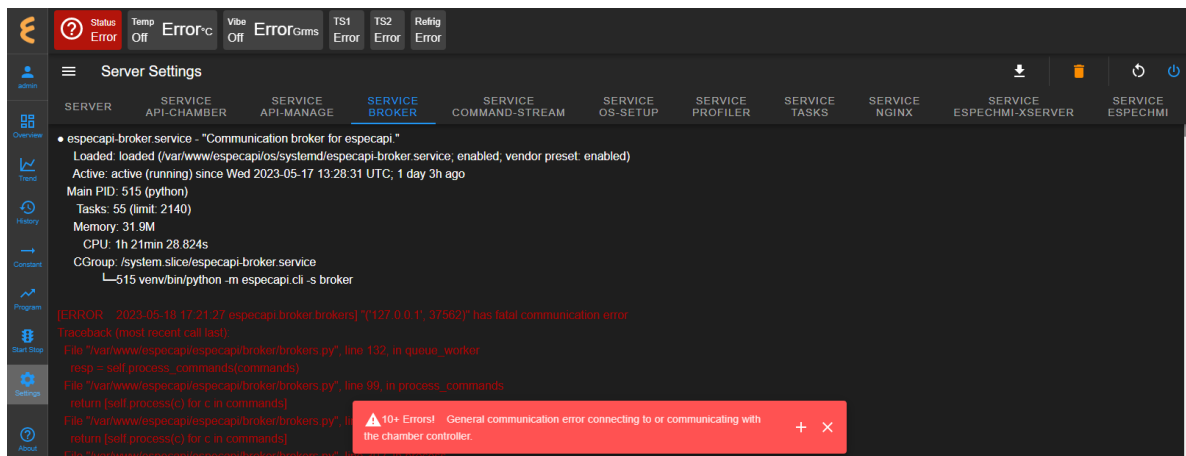 Status
Error
Temp
Off
Error°C
Vibe
Off
ErrorGrms
TS1
Error
TS2
Error
Refrig
Error
admin
Server Settings
SERVER
SERVICE
API-CHAMBER
SERVICE
API-MANAGE
SERVICE
BROKER
SERVICE
COMMAND-STREAM
SERVICE
OS-SETUP
SERVICE
PROFILER
SERVICE
TASKS
SERVICE
NGINX
SERVICE
ESPECHMI-XSERVER
SERVICE
ESPECHMI
Overview
Trend
History
Constant
Program
Start Stop
Settings
About
● especapi-broker.service - "Communication broker for especapi."
Loaded: loaded (/var/www/especapi/os/systemd/especapi-broker.service; enabled; vendor preset: enabled)
Active: active (running) since Wed 2023-05-17 13:28:31 UTC; 1 day 3h ago
Main PID: 515 (python)
Tasks: 55 (limit: 2140)
Memory: 31.9M
CPU: 1h 21min 28.824s
CGroup: /system.slice/especapi-broker.service
└─515 venv/bin/python -m especapi.cli -s broker
[ERROR 2023-05-18 17:21:27 especapi.broker.brokers] "('127.0.0.1', 37562)" has fatal communication error
Traceback (most recent call last):
File "/var/www/especapi/especapi/broker/brokers.py", line 132, in queue_worker
resp = self.process_commands(commands)
File "/var/www/especapi/especapi/broker/brokers.py", line 99, in process_commands
return [self.process(c) for c in commands]
File "/var/www/especapi/especapi/broker/brokers.py",
return [self.process(c) for c in commands]
10+ Errors! General communication error connecting to or communicating with
the chamber controller.